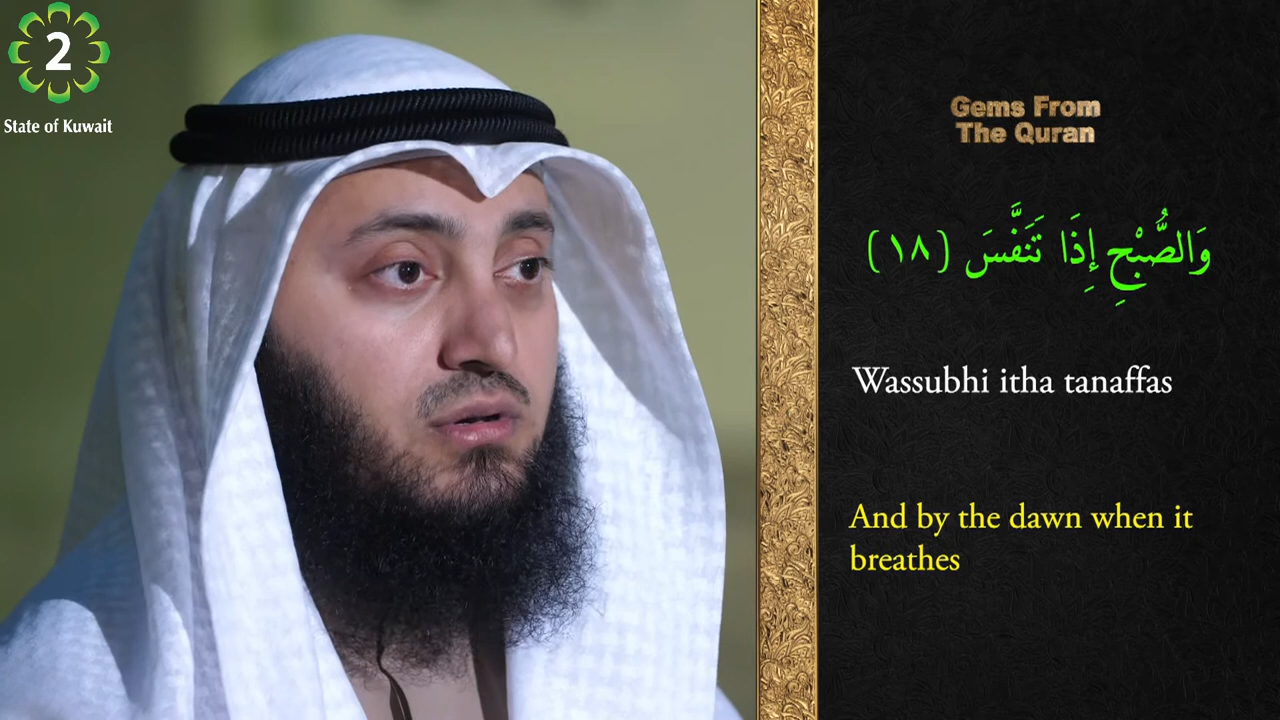 2
State of Kuwait
Gems From
The Quran
وَالصُّبْحِ إِذَا تَنَفَّسَ (١٨)
Wassubhi itha tanaffas
And by the dawn when it
breathes